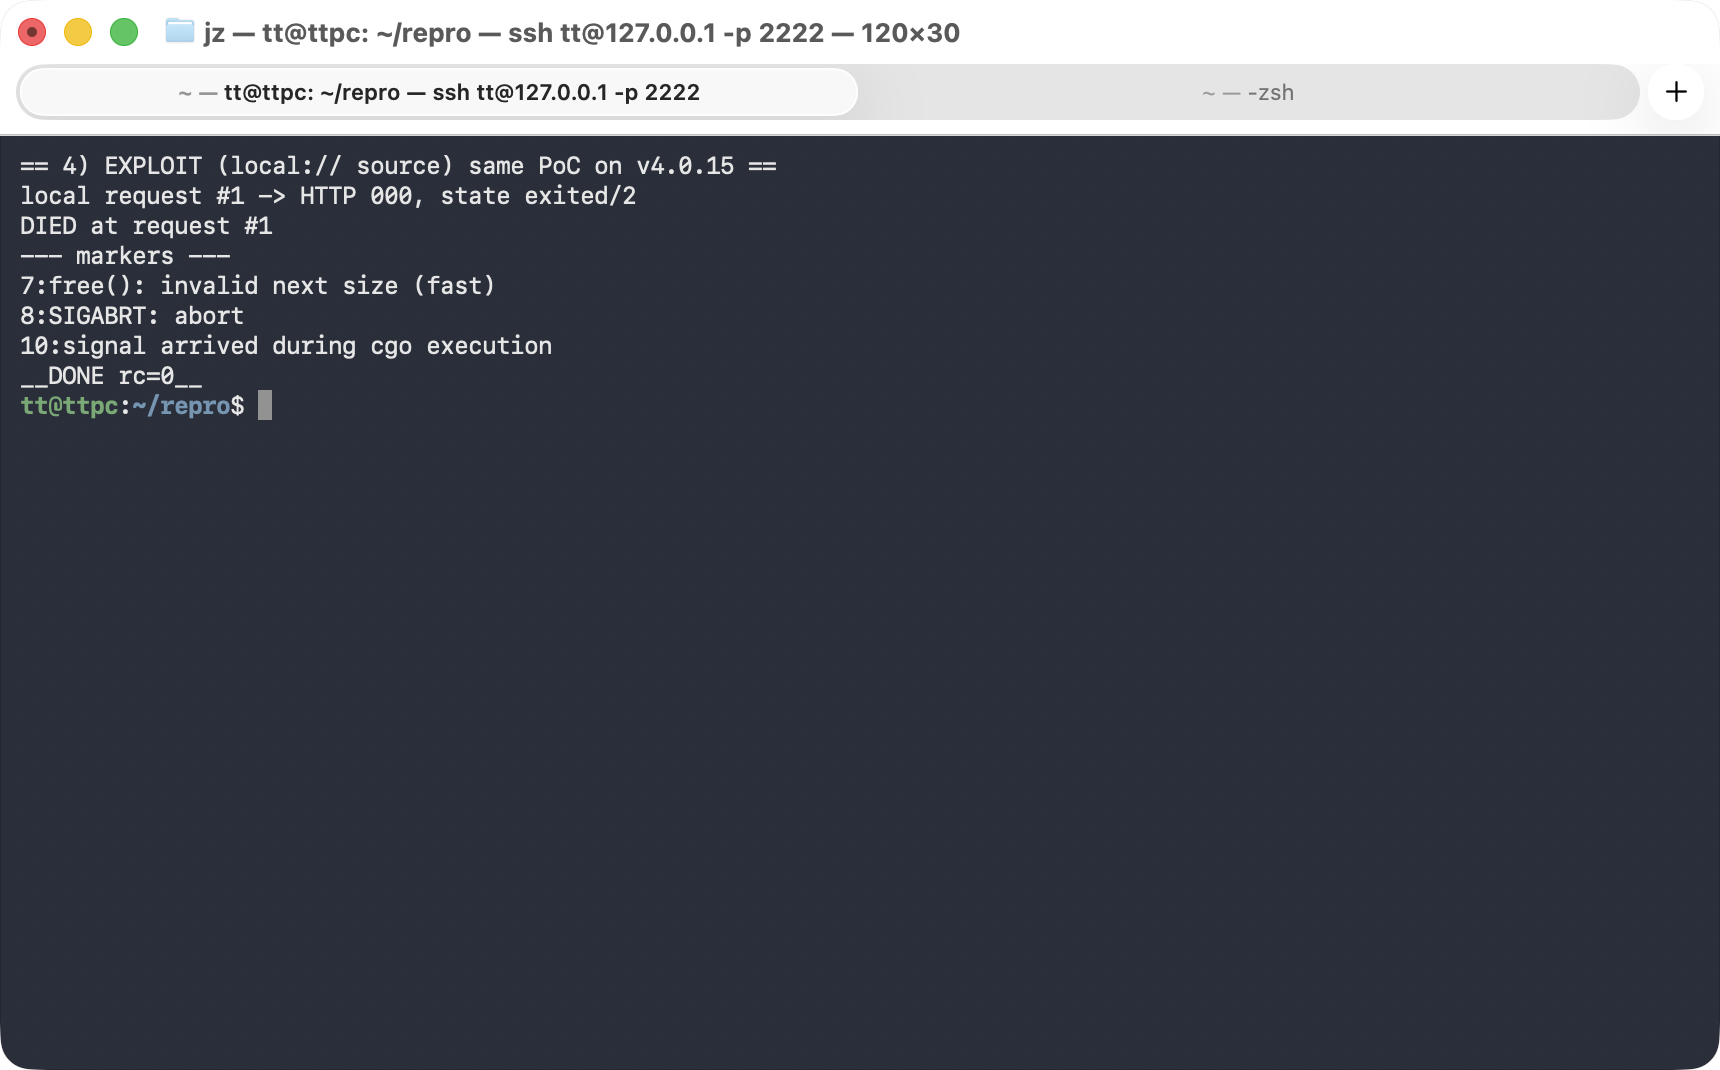 jz — tt@ttpc: ~/repro — ssh tt@127.0.0.1 -p 2222 — 120×30
~ — tt@ttpc: ~/repro — ssh tt@127.0.0.1 -p 2222
~ — -zsh
+
== 4) EXPLOIT (local:// source) same PoC on v4.0.15 ==
local request #1 -> HTTP 000, state exited/2
DIED at request #1
--- markers ---
7:free(): invalid next size (fast)
8:SIGABRT: abort
10:signal arrived during cgo execution
__DONE rc=0__
tt@ttpc:~/repro$